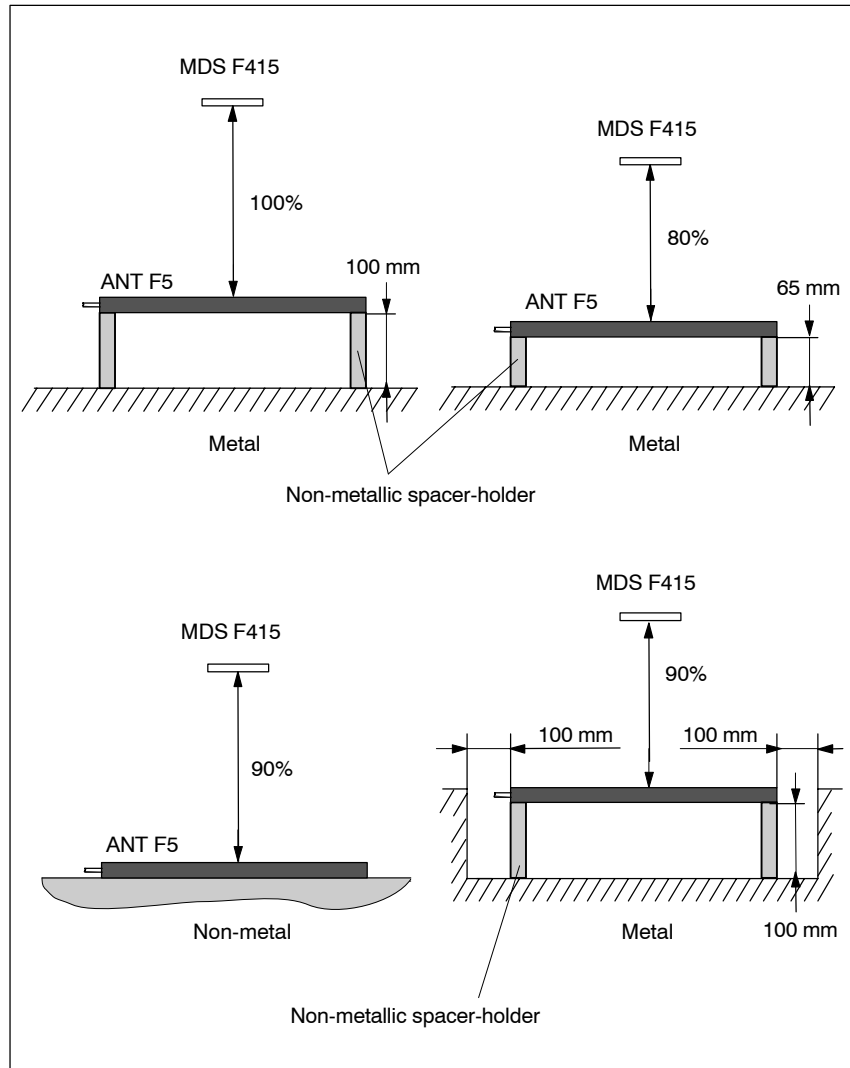 MDS F415
100%
100 mm
ANT F5
Metal
MDS F415
80%
65 mm
ANT F5
Metal
Non-metallic spacer-holder
MDS F415
90%
ANT F5
Non-metal
MDS F415
90%
100 mm
100 mm
Metal
100 mm
Non-metallic spacer-holder